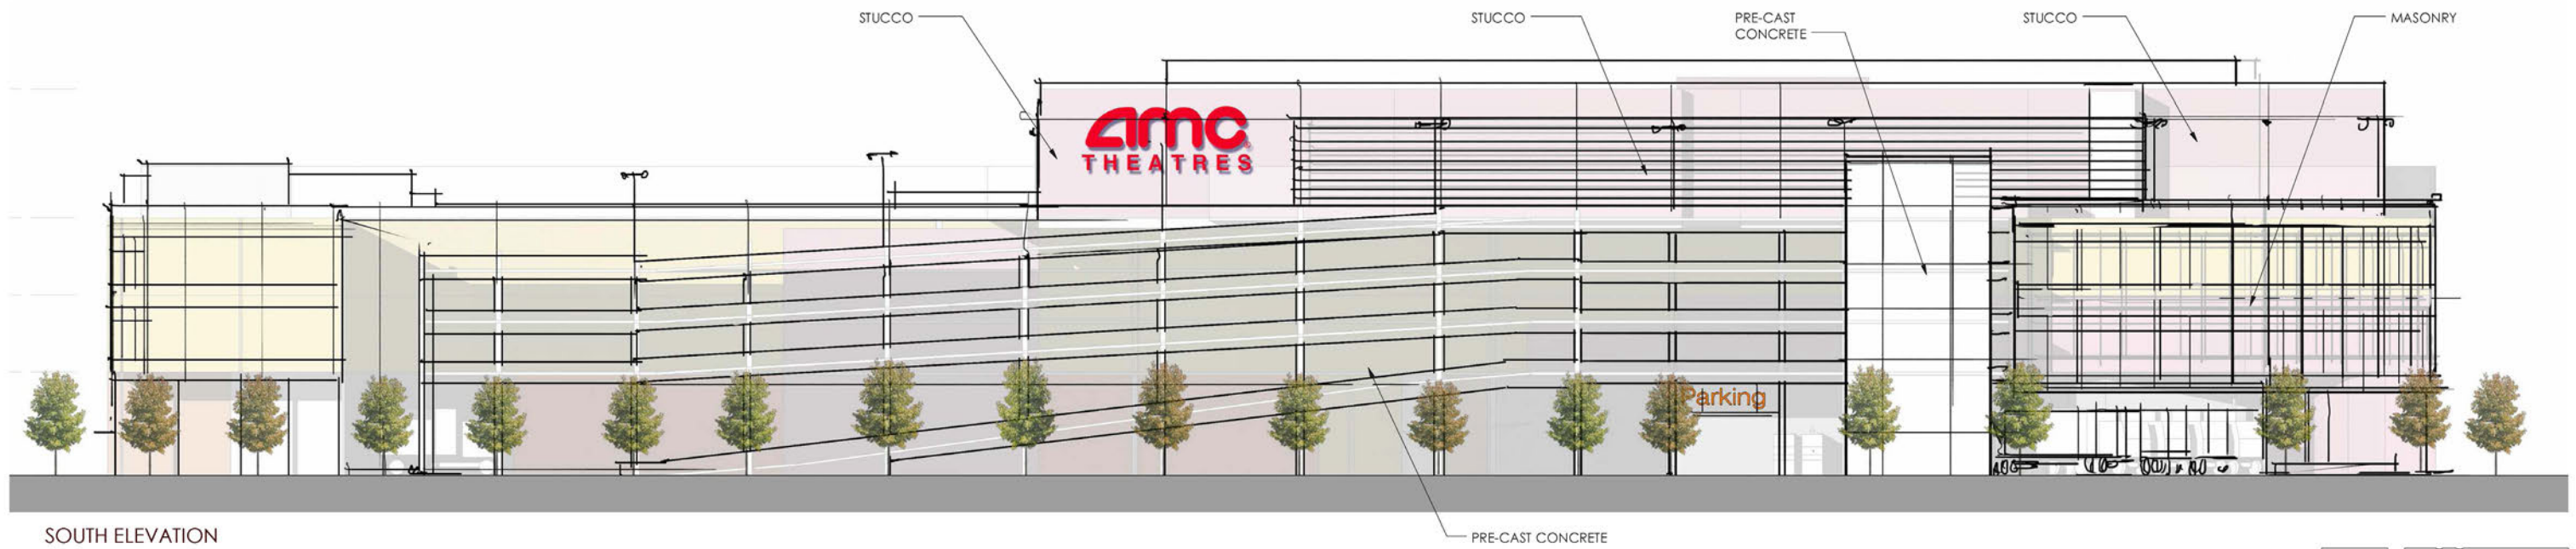 STUCCO
STUCCO
PRE-CAST
CONCRETE
STUCCO
MASONRY
amc
THEATRES
Parking
PRE-CAST CONCRETE
SOUTH ELEVATION